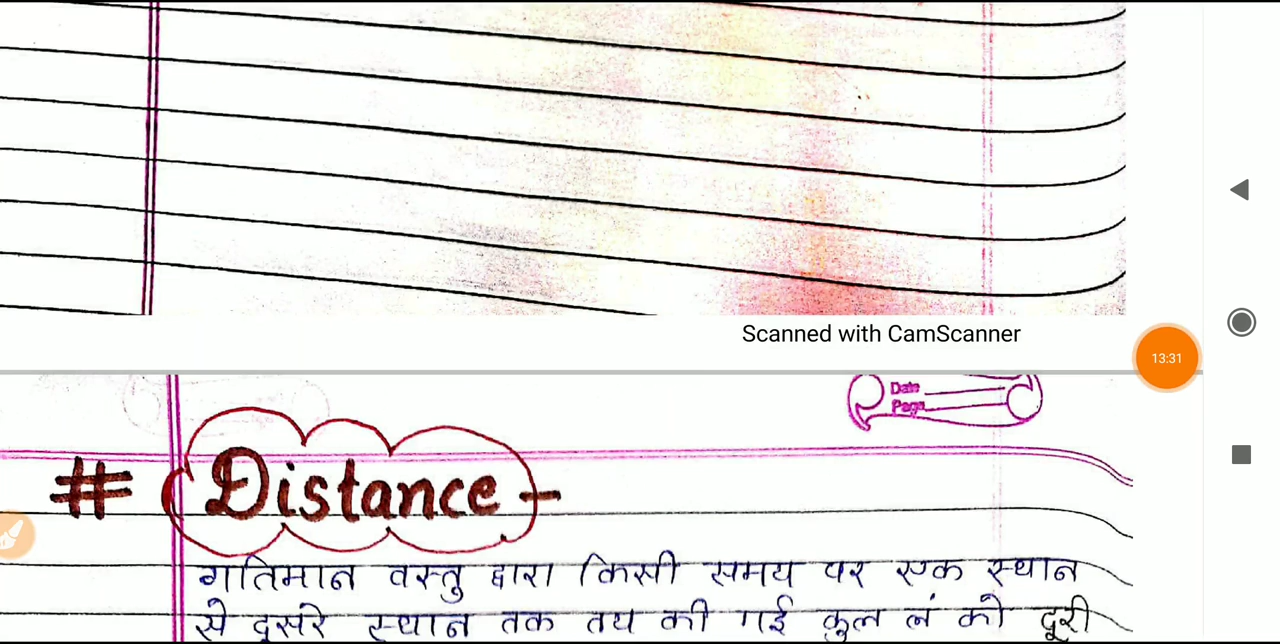 Scanned with CamScanner
13:31
Date
Page
# Distance -
गतिमान वस्तु द्वारा किसी समय पर एक स्थान
से दुसरे स्थान तक तय की गई कुल लं को दूरी